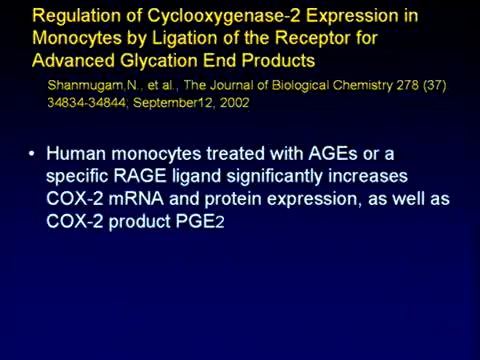 Regulation of Cyclooxygenase-2 Expression in
Monocytes by Ligation of the Receptor for
Advanced Glycation End Products
Shanmugam,N., et al., The Journal of Biological Chemistry 278 (37)
34834-34844; September12, 2002
• Human monocytes treated with AGEs or a
specific RAGE ligand significantly increases
COX-2 mRNA and protein expression, as well as
COX-2 product PGE2